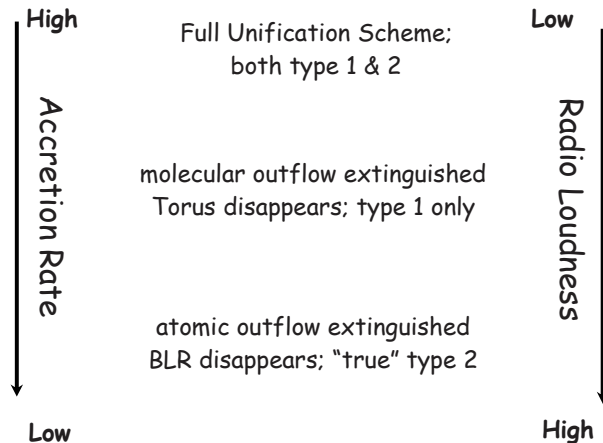 High
Low
Full Unification Scheme;
both type 1 & 2
Accretion Rate
Radio Loudness
molecular outflow extinguished
Torus disappears; type 1 only
atomic outflow extinguished
BLR disappears; “true” type 2
Low
High